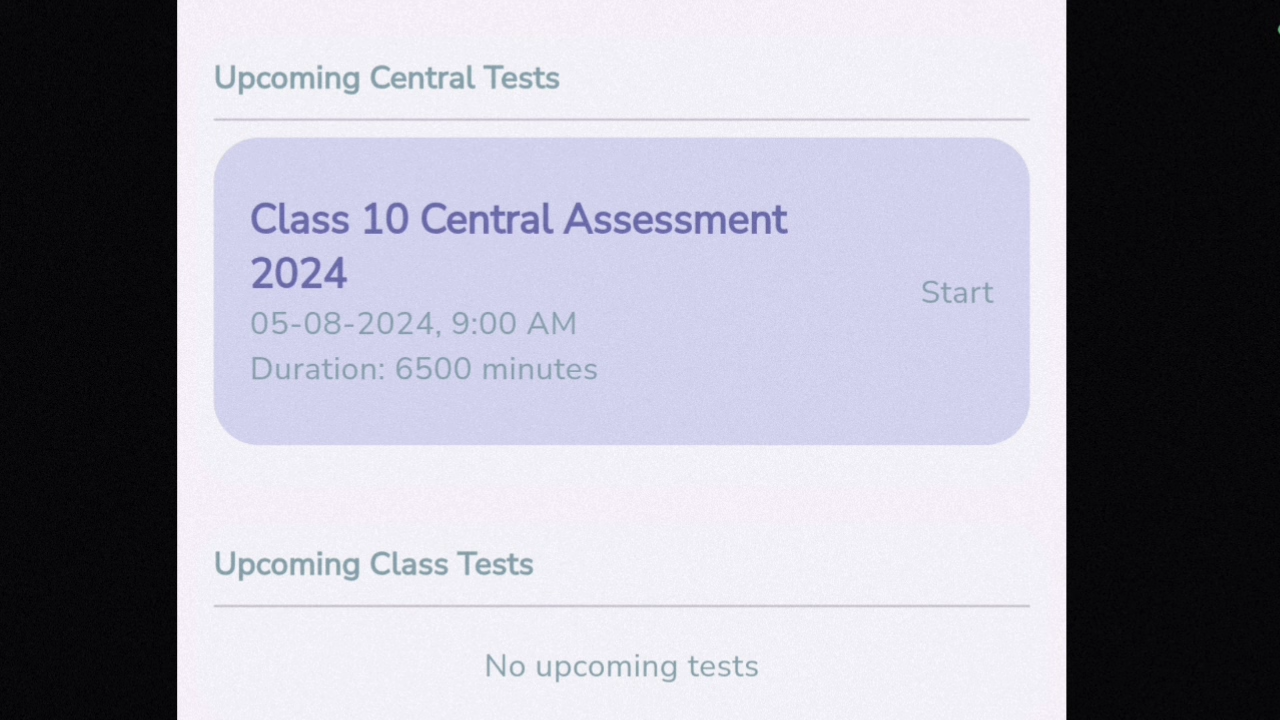 Upcoming Central Tests
Class 10 Central Assessment
2024
Start
05-08-2024, 9:00 AM
Duration: 6500 minutes
Upcoming Class Tests
No upcoming tests